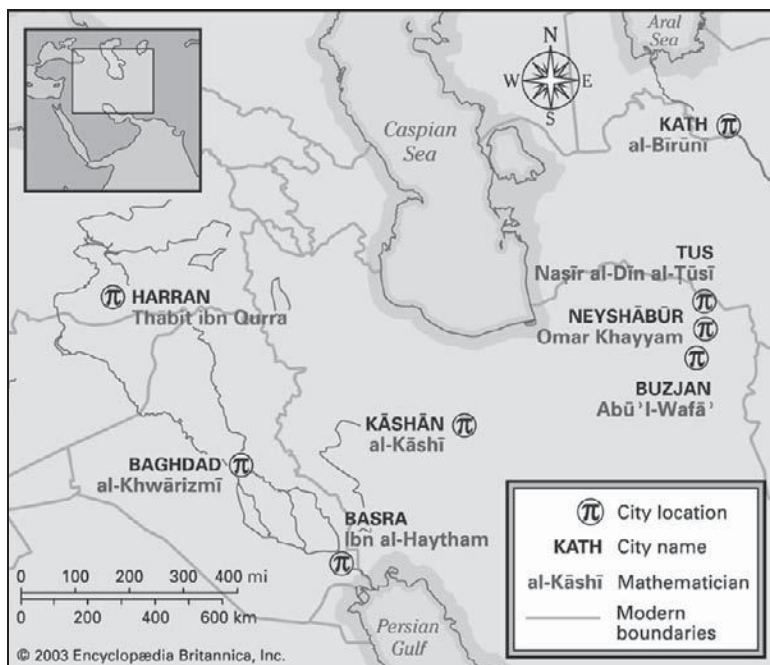 Aral
Sea
N
W E
S
Caspian
Sea
KATH
al-Bīrūnī
TUS
Naṣīr al-Dīn al-Ṭūsī
HARRAN
Thābit ibn Qurra
NEYSHĀBŪR
Omar Khayyam
BUZJAN
Abū ʾl-Wafāʾ
KĀSHĀN
al-Kāshī
BAGHDAD
al-Khwārizmī
BASRA
Ibn al-Haytham
π City location
KATH City name
al-Kāshī Mathematician
Modern
boundaries
0 100 200 300 400 mi
0 200 400 600 km
Persian
Gulf
© 2003 Encyclopædia Britannica, Inc.